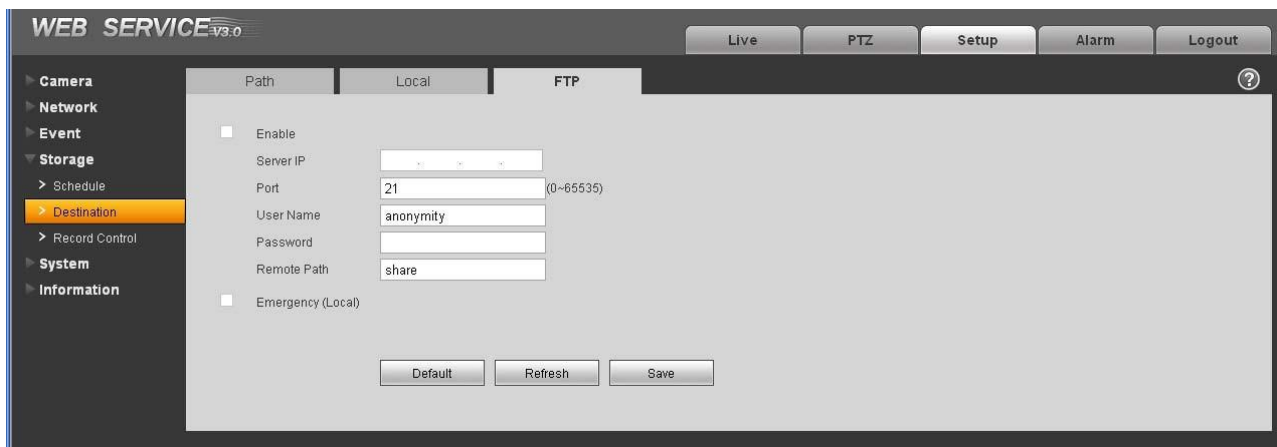 WEB SERVICE V3.0
Live PTZ Setup Alarm Logout
Camera
Network
Event
Storage
> Schedule
> Destination
> Record Control
System
Information
Path Local FTP ?
Enable
Server IP . . .
Port 21 (0~65535)
User Name anonymity
Password
Remote Path share
Emergency (Local)
Default Refresh Save